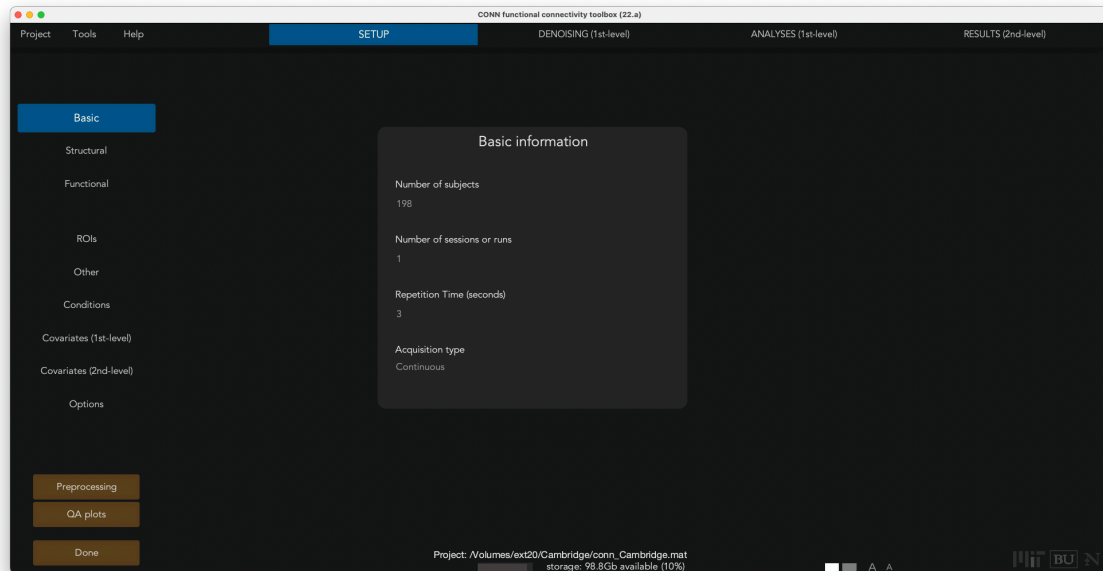 CONN functional connectivity toolbox (22.a)
Project Tools Help SETUP DENOISING (1st-level) ANALYSES (1st-level) RESULTS (2nd-level)
Basic
Structural
Functional
ROIs
Other
Conditions
Covariates (1st-level)
Covariates (2nd-level)
Options
Preprocessing
QA plots
Done
Basic information
Number of subjects
198
Number of sessions or runs
1
Repetition Time (seconds)
3
Acquisition type
Continuous
Project: /Volumes/ext20/Cambridge/conn_Cambridge.mat
storage: 98.8Gb available (10%)
A A
MIT BU N